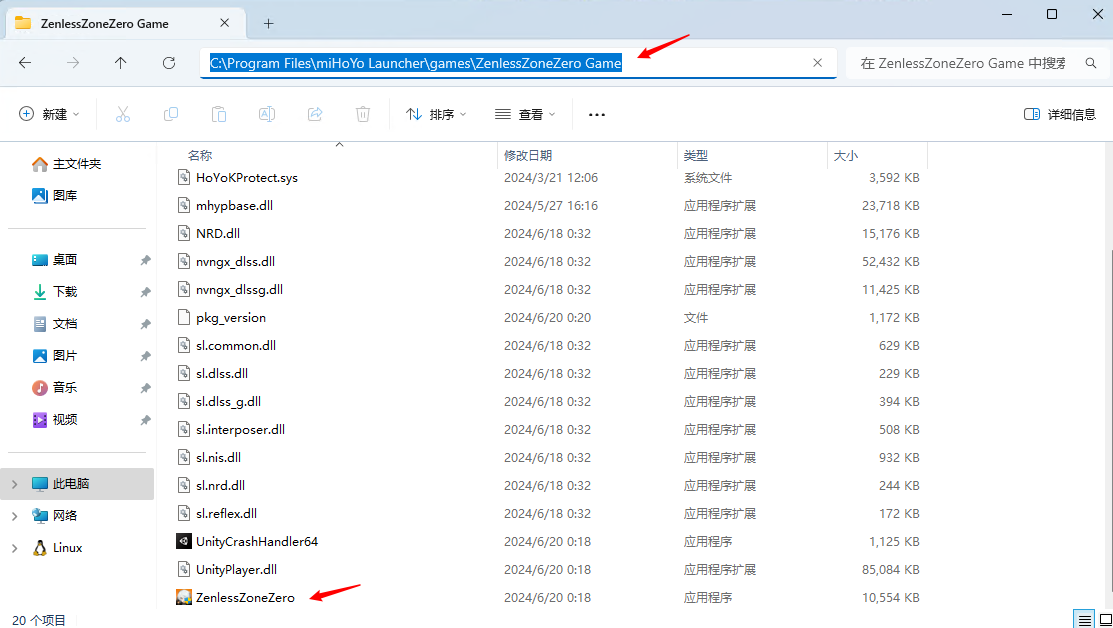 ZenlessZoneZero Game
C:\Program Files\miHoYo Launcher\games\ZenlessZoneZero Game
在 ZenlessZoneZero Game 中搜索
新建
排序
查看
详细信息
名称 修改日期 类型 大小
主文件夹
图库
桌面
下载
文档
图片
音乐
视频
此电脑
网络
Linux
HoYoKProtect.sys 2024/3/21 12:06 系统文件 3,592 KB
mhypbase.dll 2024/5/27 16:16 应用程序扩展 23,718 KB
NRD.dll 2024/6/18 0:32 应用程序扩展 15,176 KB
nvngx_dlss.dll 2024/6/18 0:32 应用程序扩展 52,432 KB
nvngx_dlssg.dll 2024/6/18 0:32 应用程序扩展 11,425 KB
pkg_version 2024/6/20 0:20 文件 1,172 KB
sl.common.dll 2024/6/18 0:32 应用程序扩展 629 KB
sl.dlss.dll 2024/6/18 0:32 应用程序扩展 229 KB
sl.dlss_g.dll 2024/6/18 0:32 应用程序扩展 394 KB
sl.interposer.dll 2024/6/18 0:32 应用程序扩展 508 KB
sl.nis.dll 2024/6/18 0:32 应用程序扩展 932 KB
sl.nrd.dll 2024/6/18 0:32 应用程序扩展 244 KB
sl.reflex.dll 2024/6/18 0:32 应用程序扩展 172 KB
UnityCrashHandler64 2024/6/20 0:18 应用程序 1,125 KB
UnityPlayer.dll 2024/6/20 0:18 应用程序扩展 85,084 KB
ZenlessZoneZero 2024/6/20 0:18 应用程序 10,554 KB
20 个项目